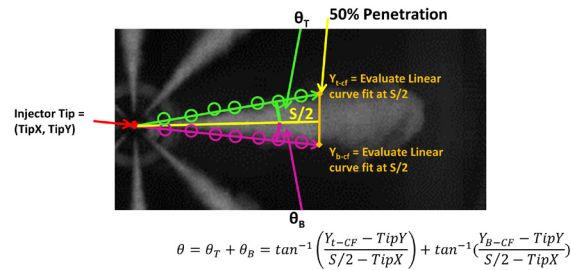 θT
50% Penetration
Yt-cf = Evaluate Linear
curve fit at S/2
Injector Tip =
(TipX, TipY)
S/2
Yb-cf = Evaluate Linear
curve fit at S/2
θB
θ = θT + θB = tan⁻¹((Yt−CF − TipY)/(S/2 − TipX)) + tan⁻¹((YB−CF − TipY)/(S/2 − TipX))